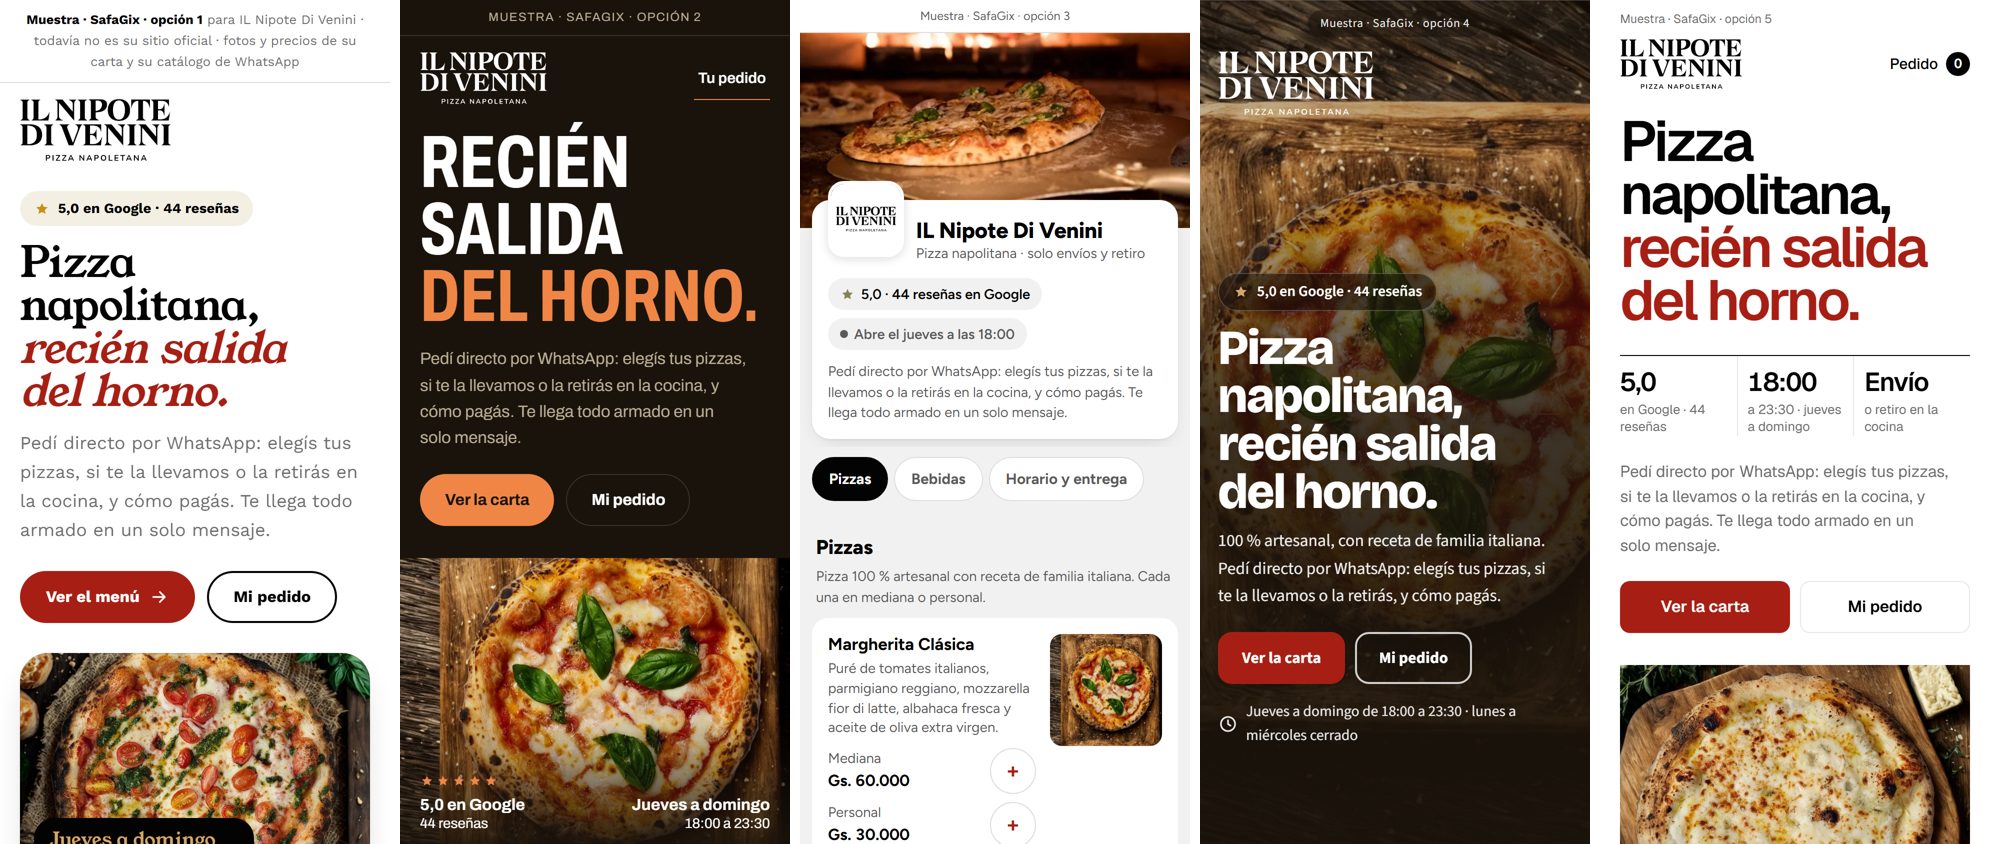 Muestra · SafaGix · opción 1 para IL Nipote Di Venini ·
todavía no es su sitio oficial · fotos y precios de su
carta y su catálogo de WhatsApp
IL NIPOTE
DI VENINI
PIZZA NAPOLETANA
5,0 en Google · 44 reseñas
Pizza
napolitana,
recién salida
del horno.
Pedí directo por WhatsApp: elegís tus
pizzas, si te la llevamos o la retirás en
la cocina, y cómo pagás. Te llega todo
armado en un solo mensaje.
Ver el menú →
Mi pedido
Jueves a domingo
MUESTRA · SAFAGIX · OPCIÓN 2
IL NIPOTE
DI VENINI
PIZZA NAPOLETANA
Tu pedido
RECIÉN
SALIDA
DEL HORNO.
Pedí directo por WhatsApp: elegís tus pizzas,
si te la llevamos o la retirás en la cocina, y
cómo pagás. Te llega todo armado en un
solo mensaje.
Ver la carta
Mi pedido
5,0 en Google
44 reseñas
Jueves a domingo
18:00 a 23:30
Muestra · SafaGix · opción 3
IL NIPOTE
DI VENINI
IL Nipote Di Venini
Pizza napolitana · solo envíos y retiro
5,0 · 44 reseñas en Google
Abre el jueves a las 18:00
Pedí directo por WhatsApp: elegís tus pizzas, si te la
llevamos o la retirás en la cocina, y cómo pagás. Te
llega todo armado en un solo mensaje.
Pizzas
Bebidas
Horario y entrega
Pizzas
Pizza 100 % artesanal con receta de familia italiana. Cada
una en mediana o personal.
Margherita Clásica
Puré de tomates italianos,
parmigiano reggiano, mozzarella
fior di latte, albahaca fresca y
aceite de oliva extra virgen.
Mediana
Gs. 60.000
+
Personal
Gs. 30.000
+
Muestra · SafaGix · opción 4
IL NIPOTE
DI VENINI
PIZZA NAPOLETANA
5,0 en Google · 44 reseñas
Pizza
napolitana,
recién salida
del horno.
100 % artesanal, con receta de familia italiana.
Pedí directo por WhatsApp: elegís tus pizzas, si
te la llevamos o la retirás, y cómo pagás.
Ver la carta
Mi pedido
Jueves a domingo de 18:00 a 23:30 · lunes a
miércoles cerrado
Muestra · SafaGix · opción 5
IL NIPOTE
DI VENINI
PIZZA NAPOLETANA
Pedido 0
Pizza
napolitana,
recién salida
del horno.
5,0
en Google · 44
reseñas
18:00
a 23:30 · jueves
a domingo
Envío
o retiro en la
cocina
Pedí directo por WhatsApp: elegís tus pizzas,
si te la llevamos o la retirás en la cocina, y
cómo pagás. Te llega todo armado en un
solo mensaje.
Ver la carta
Mi pedido